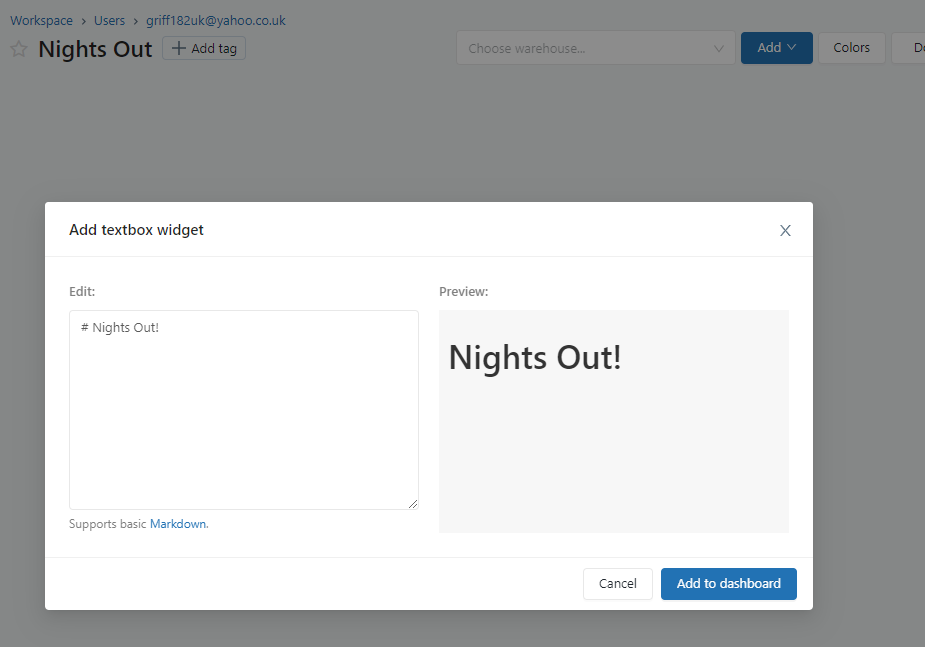 Workspace › Users › griff182uk@yahoo.co.uk
Nights Out + Add tag Choose warehouse... Add Colors
Add textbox widget
Edit: Preview:
# Nights Out! Nights Out!
Supports basic Markdown.
Cancel Add to dashboard